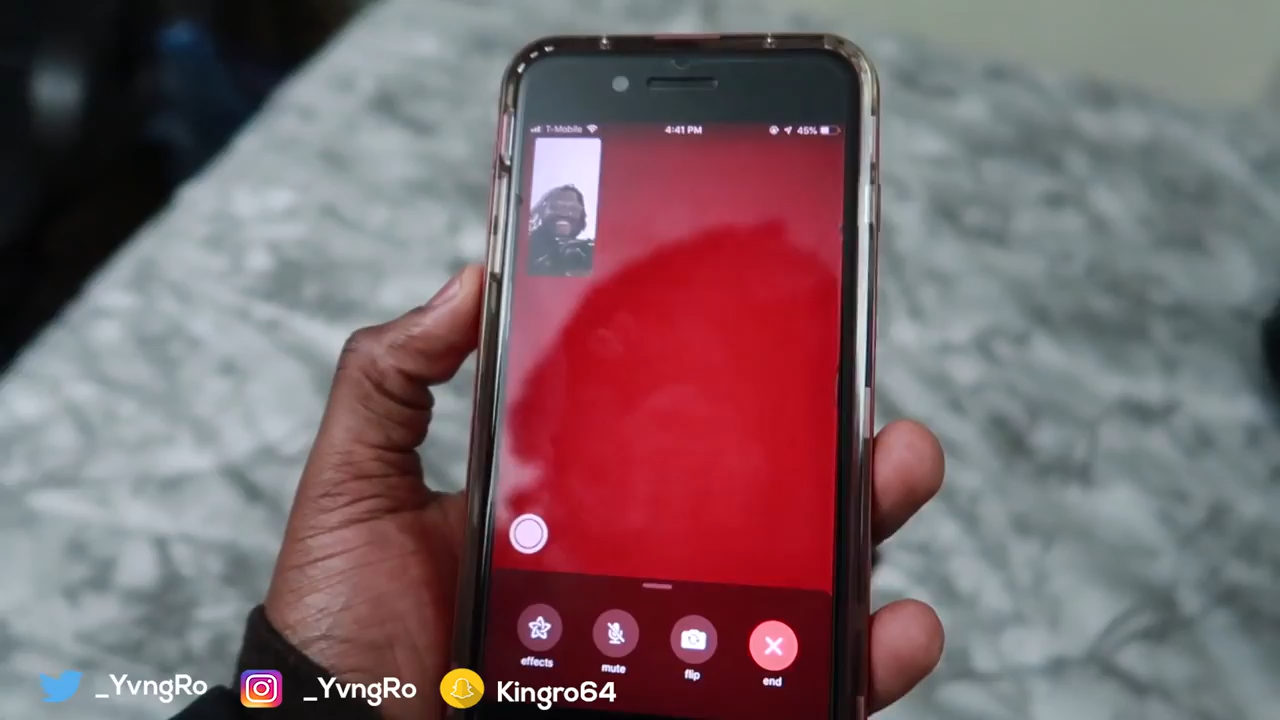 T-Mobile 4:41 PM 45%
effects mute flip end
_YvngRo _YvngRo Kingro64